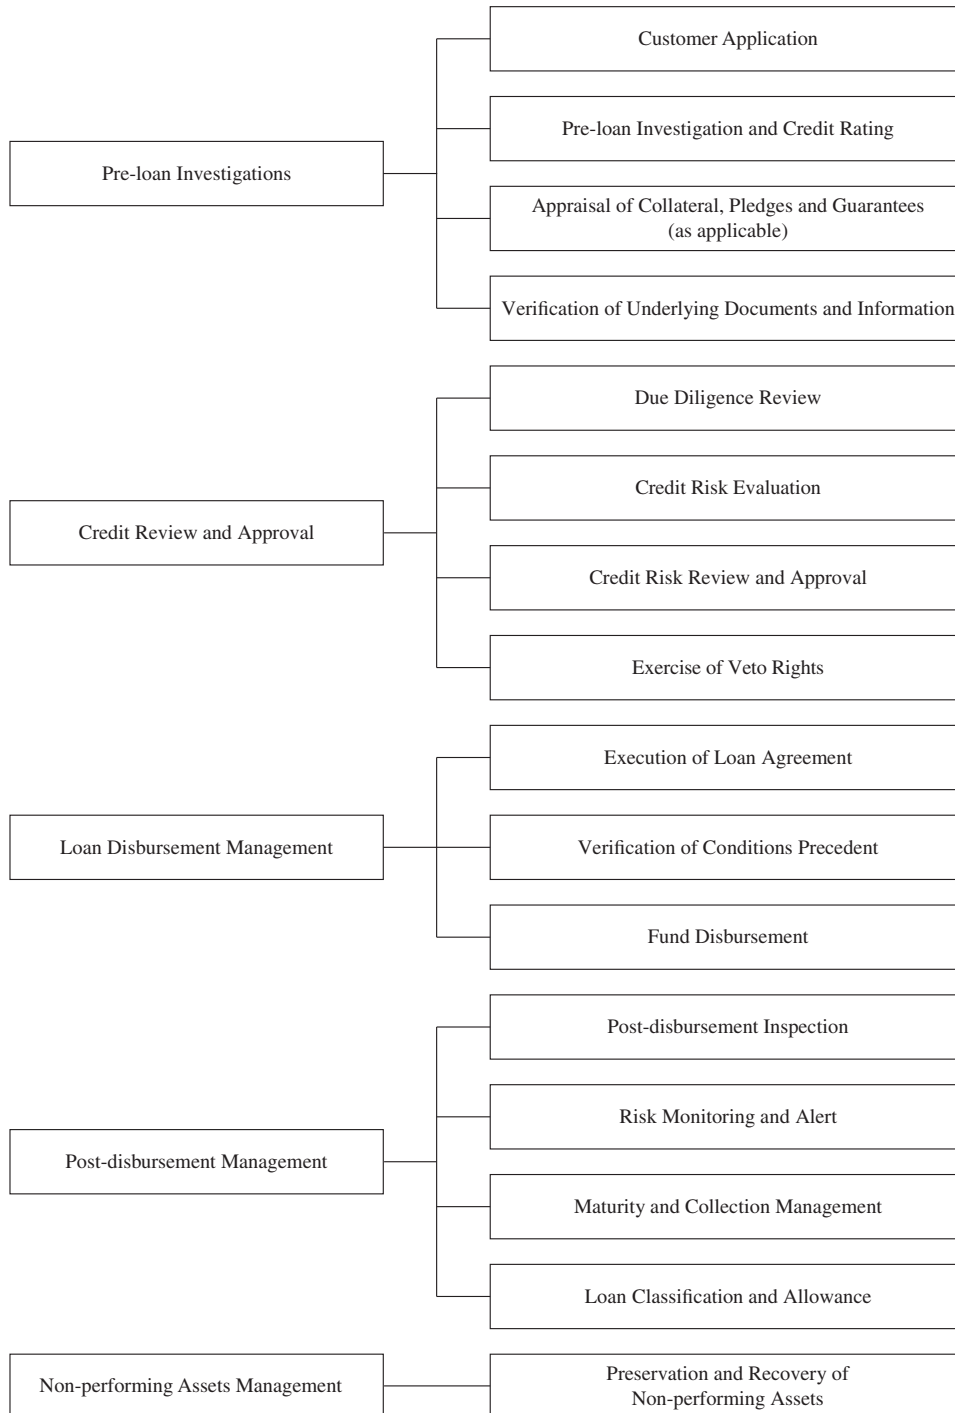 Pre-loan Investigations
Customer Application
Pre-loan Investigation and Credit Rating
Appraisal of Collateral, Pledges and Guarantees
(as applicable)
Verification of Underlying Documents and Information
Credit Review and Approval
Due Diligence Review
Credit Risk Evaluation
Credit Risk Review and Approval
Exercise of Veto Rights
Loan Disbursement Management
Execution of Loan Agreement
Verification of Conditions Precedent
Fund Disbursement
Post-disbursement Management
Post-disbursement Inspection
Risk Monitoring and Alert
Maturity and Collection Management
Loan Classification and Allowance
Non-performing Assets Management
Preservation and Recovery of
Non-performing Assets